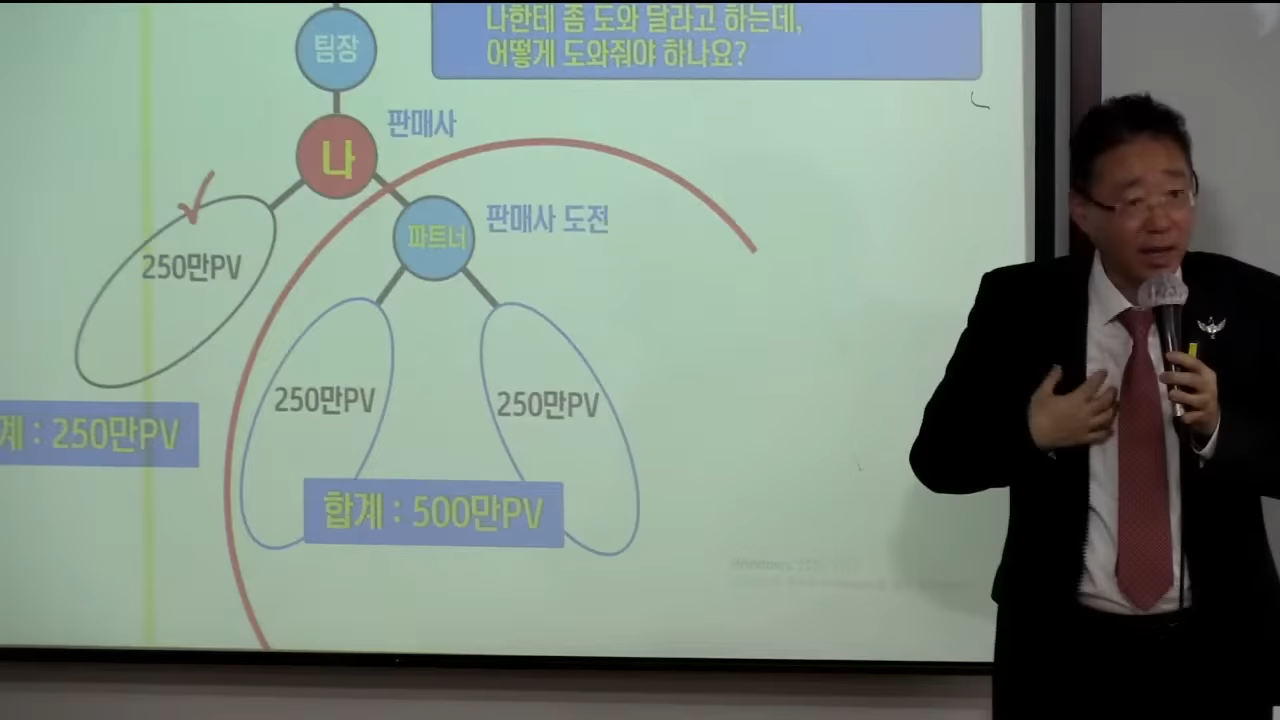 나한테 좀 도와 달라고 하는데,
어떻게 도와줘야 하나요?
팀장
나
판매사
파트너
판매사 도전
250만PV
250만PV
250만PV
계 : 250만PV
합계 : 500만PV